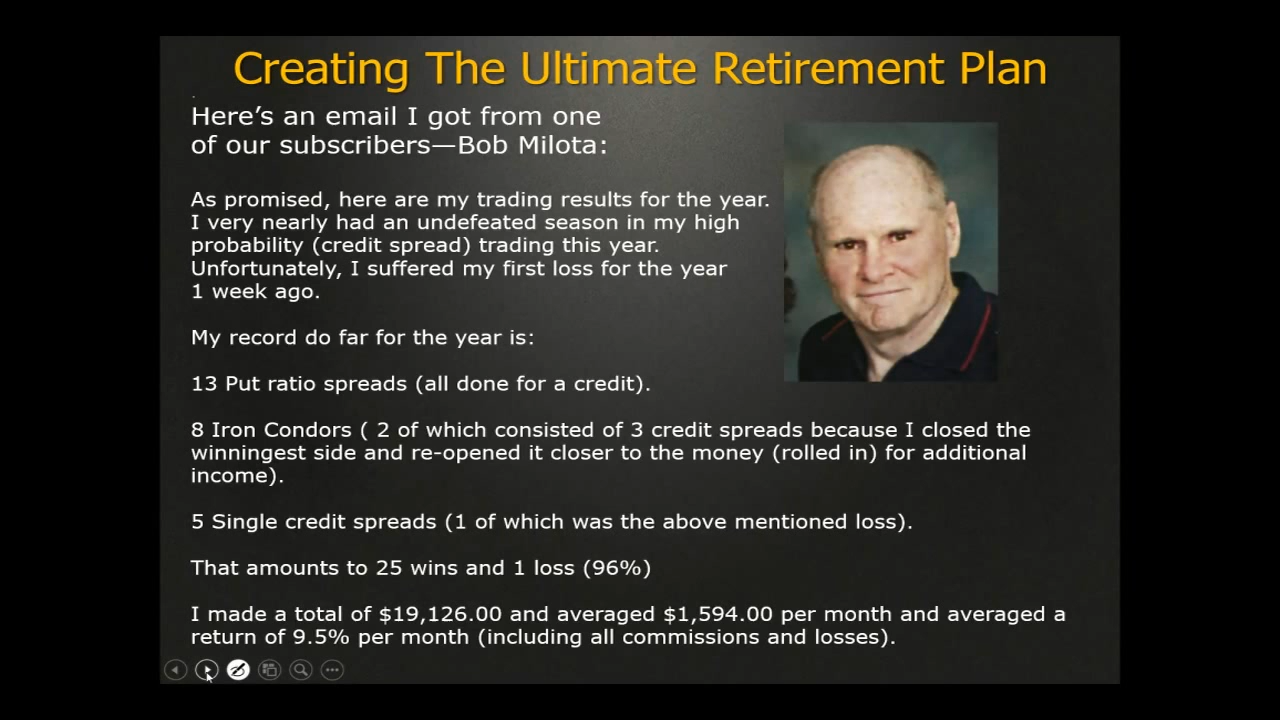 Creating The Ultimate Retirement Plan
Here’s an email I got from one
of our subscribers—Bob Milota:
As promised, here are my trading results for the year.
I very nearly had an undefeated season in my high
probability (credit spread) trading this year.
Unfortunately, I suffered my first loss for the year
1 week ago.
My record do far for the year is:
13 Put ratio spreads (all done for a credit).
8 Iron Condors ( 2 of which consisted of 3 credit spreads because I closed the
winningest side and re-opened it closer to the money (rolled in) for additional
income).
5 Single credit spreads (1 of which was the above mentioned loss).
That amounts to 25 wins and 1 loss (96%)
I made a total of $19,126.00 and averaged $1,594.00 per month and averaged a
return of 9.5% per month (including all commissions and losses).